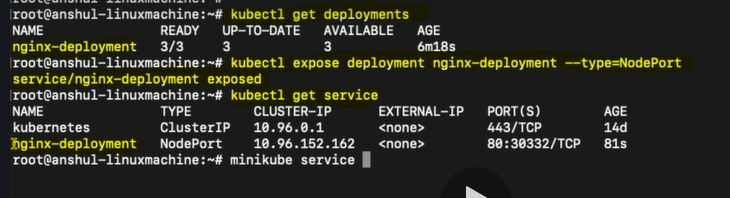 root@anshul-linuxmachine:~# kubectl get deployments
NAME READY UP-TO-DATE AVAILABLE AGE
nginx-deployment 3/3 3 3 6m18s
root@anshul-linuxmachine:~# kubectl expose deployment nginx-deployment --type=NodePort
service/nginx-deployment exposed
root@anshul-linuxmachine:~# kubectl get service
NAME TYPE CLUSTER-IP EXTERNAL-IP PORT(S) AGE
kubernetes ClusterIP 10.96.0.1 <none> 443/TCP 14d
nginx-deployment NodePort 10.96.152.162 <none> 80:30332/TCP 81s
root@anshul-linuxmachine:~# minikube service